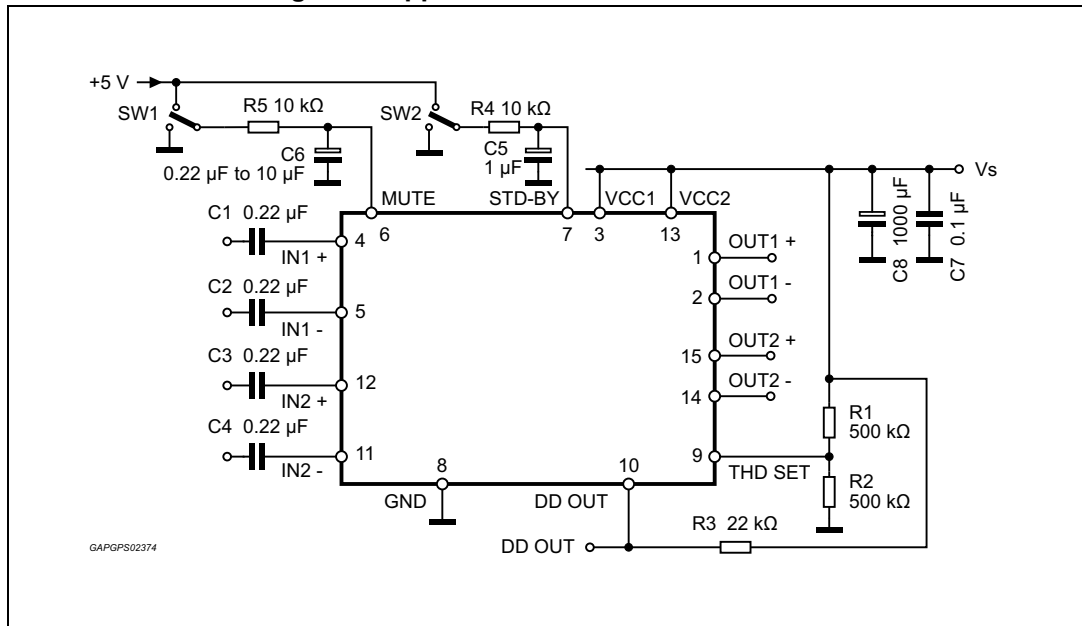 +5 V
SW1
R5 10 kΩ
SW2
R4 10 kΩ
C6
0.22 µF to 10 µF
C5
1 µF
Vs
MUTE
STD-BY
VCC1
VCC2
6
7
3
13
C8 1000 µF
C7 0.1 µF
C1 0.22 µF
4
IN1 +
1
OUT1 +
C2 0.22 µF
5
IN1 -
2
OUT1 -
C3 0.22 µF
12
IN2 +
15
OUT2 +
14
OUT2 -
C4 0.22 µF
11
IN2 -
R1
500 kΩ
9
THD SET
R2
500 kΩ
8
GND
10
DD OUT
R3 22 kΩ
DD OUT
GAPGPS02374